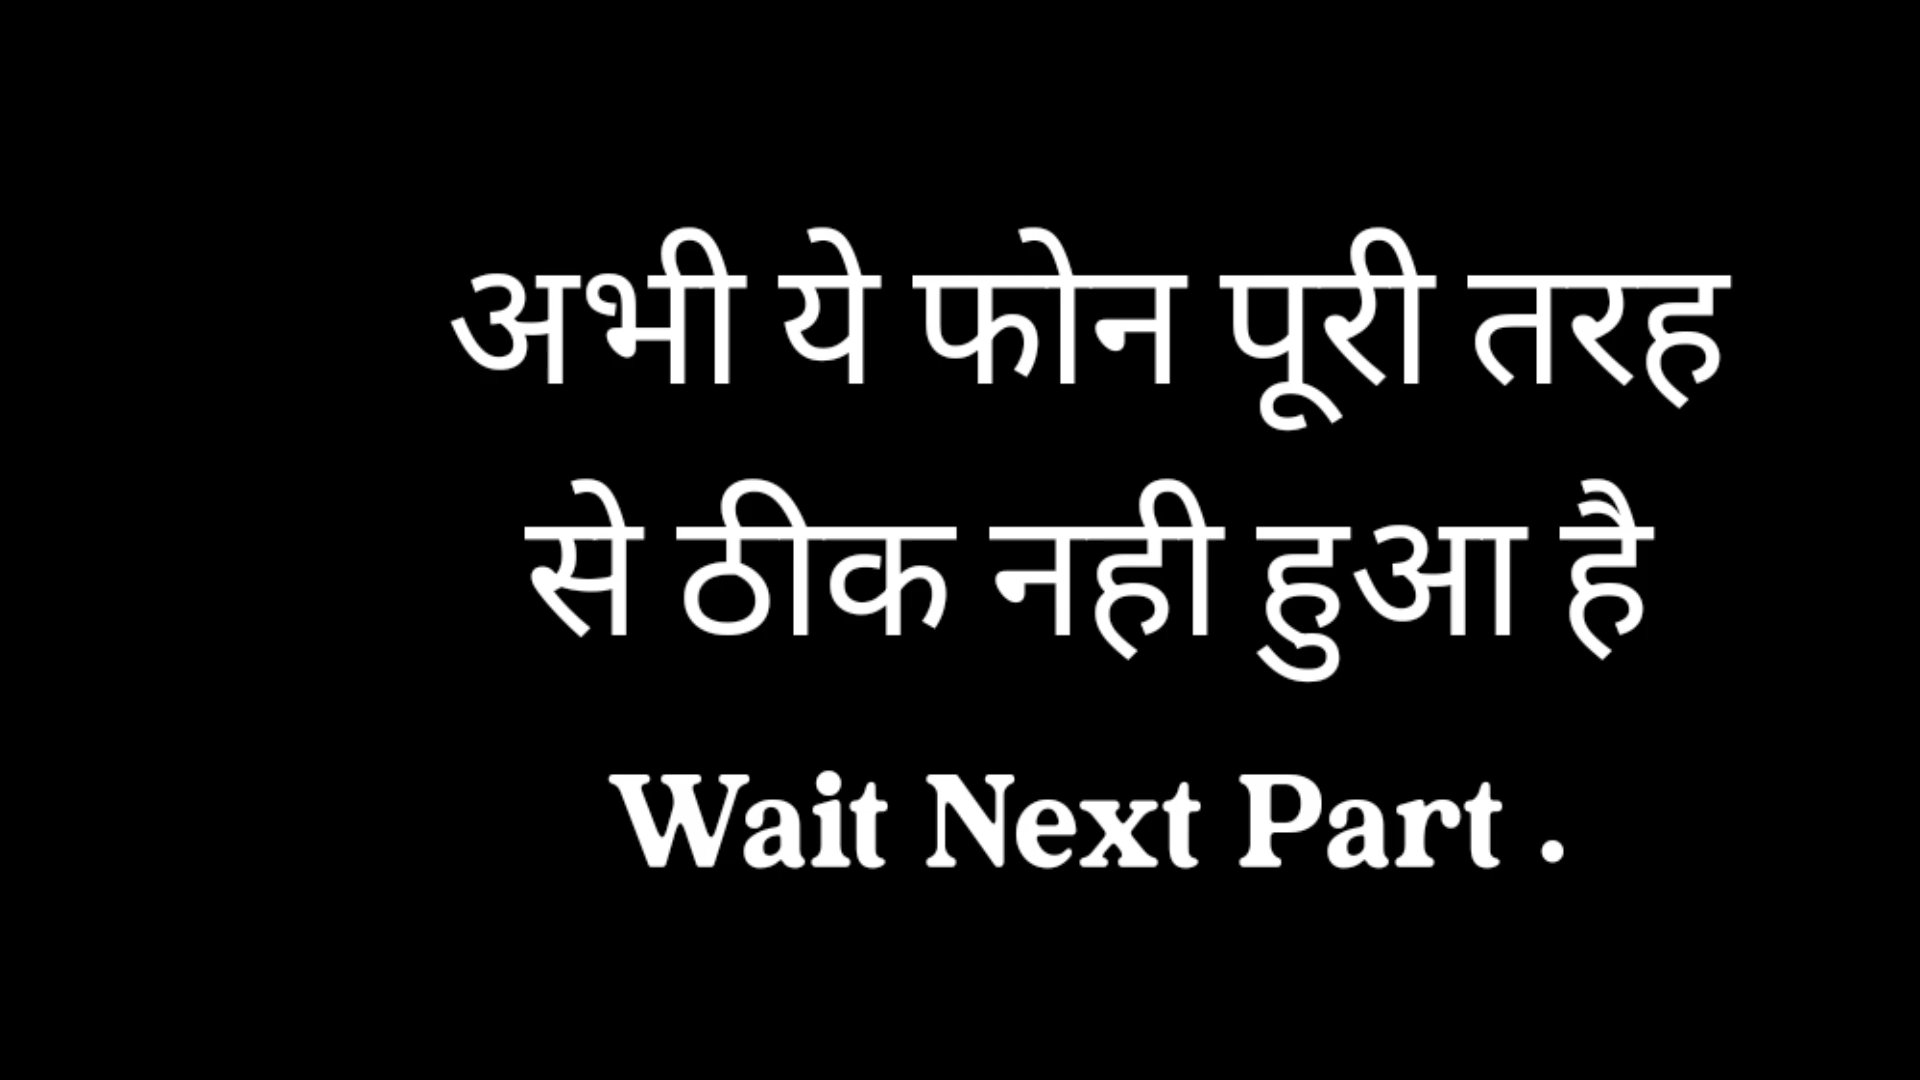 अभी ये फोन पूरी तरह
से ठीक नही हुआ है
Wait Next Part .